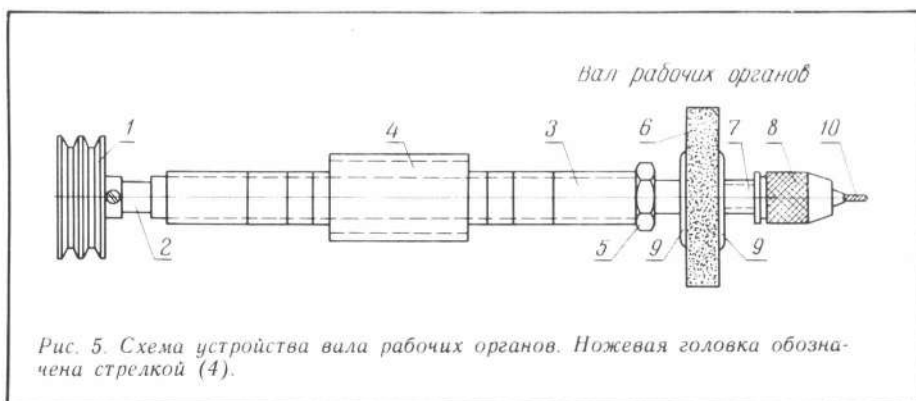 Вал рабочих органов
1 4 3 6 7 8 10
2 5 9 9
Рис. 5. Схема устройства вала рабочих органов. Ножевая головка обозна-
чена стрелкой (4).